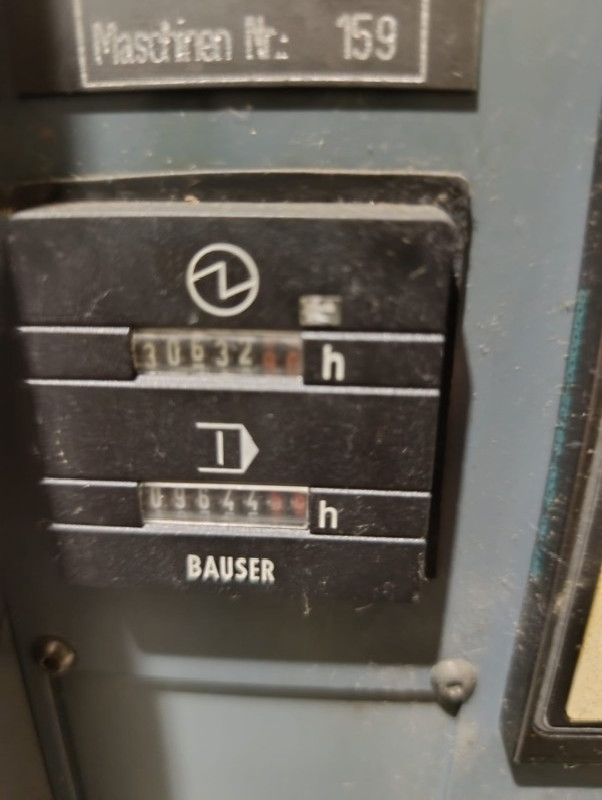 Maschinen Nr.: 159
30632
h
09644
h
BAUSER